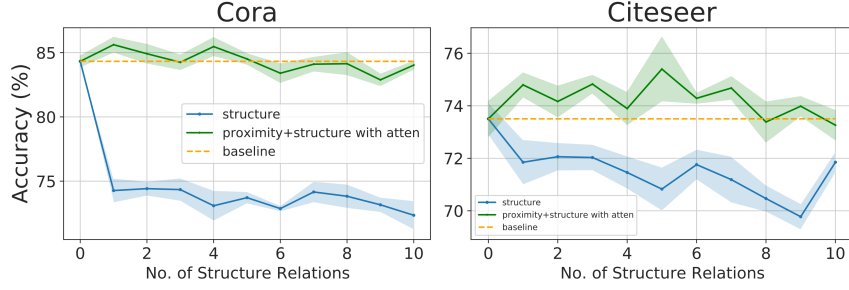 Cora
Accuracy (%)
85
80
75
structure
proximity+structure with atten
baseline
0 2 4 6 8 10
No. of Structure Relations
Citeseer
76
74
72
70
structure
proximity+structure with atten
baseline
0 2 4 6 8 10
No. of Structure Relations